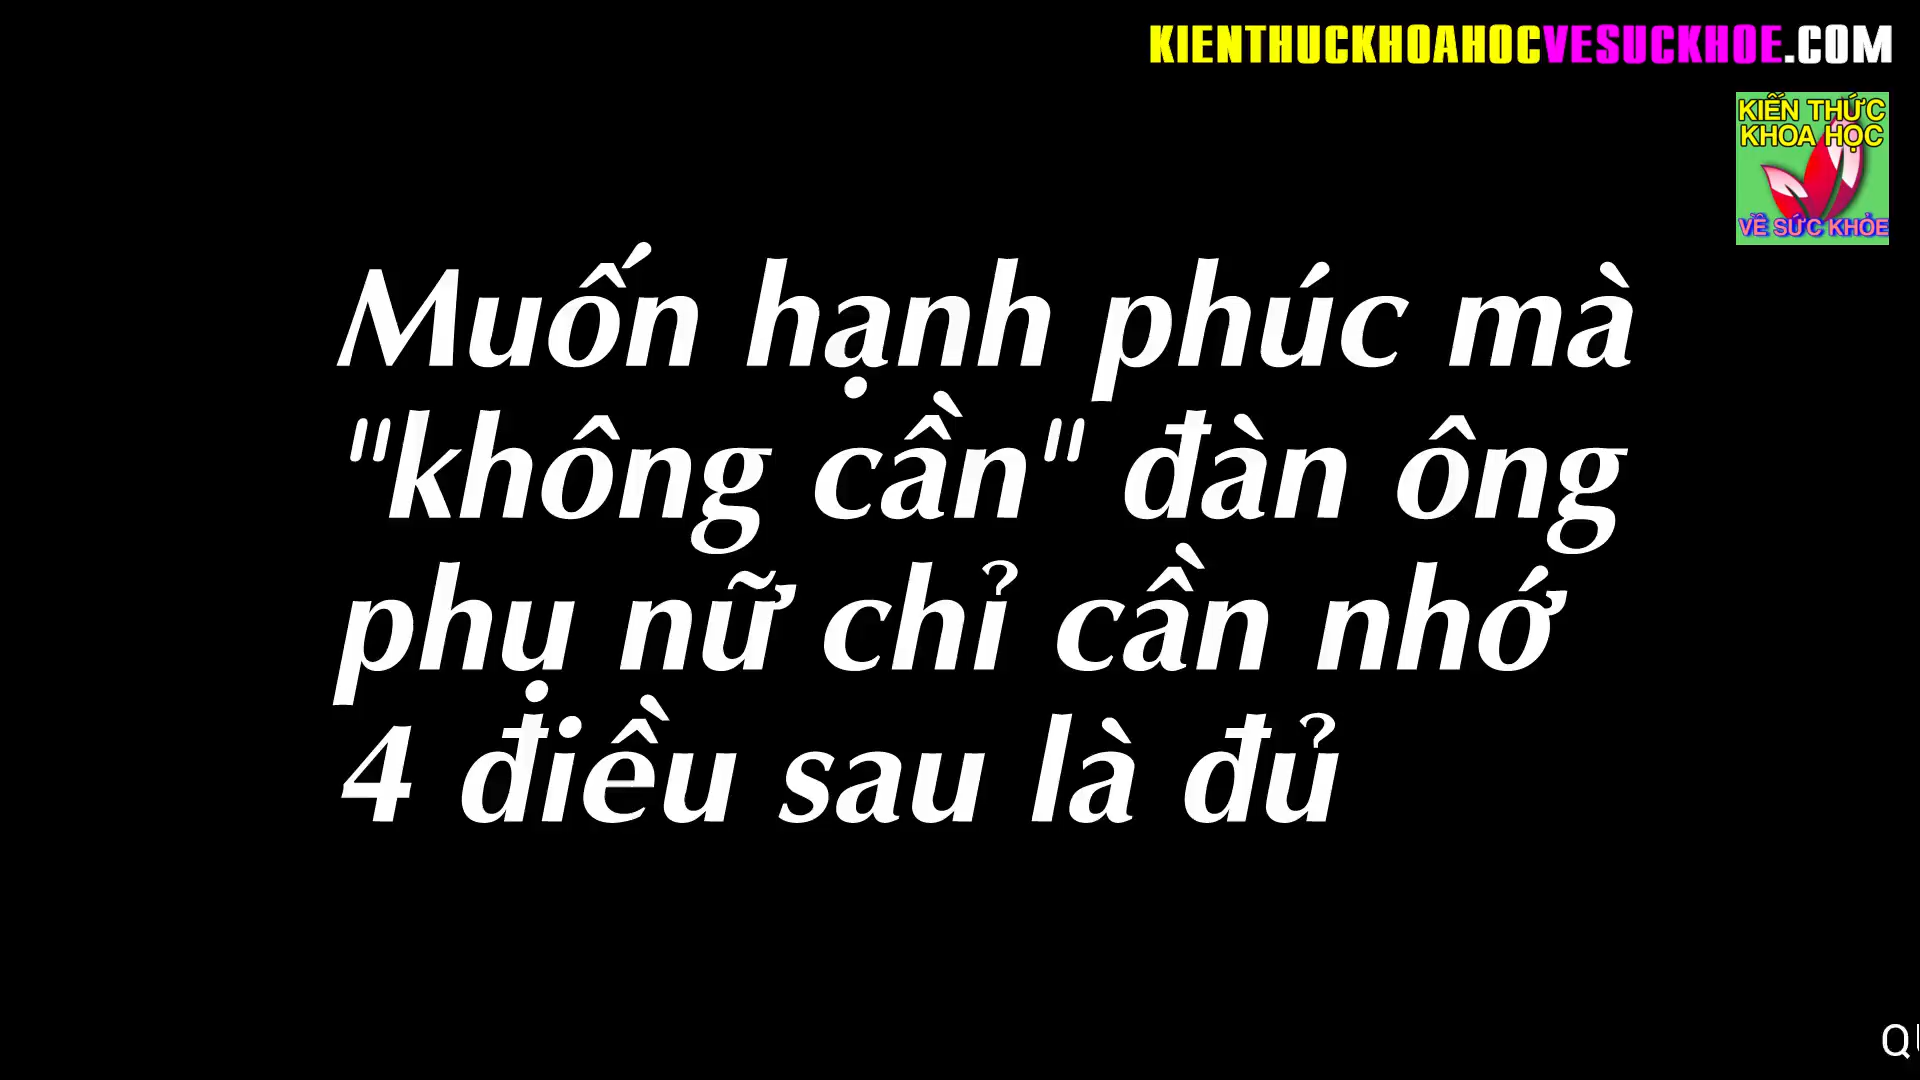 KIENTHUCKHOAHOCVESUCKHOE.COM
KIẾN THỨC
KHOA HỌC
VỀ SỨC KHỎE
Muốn hạnh phúc mà
"không cần" đàn ông
phụ nữ chỉ cần nhớ
4 điều sau là đủ